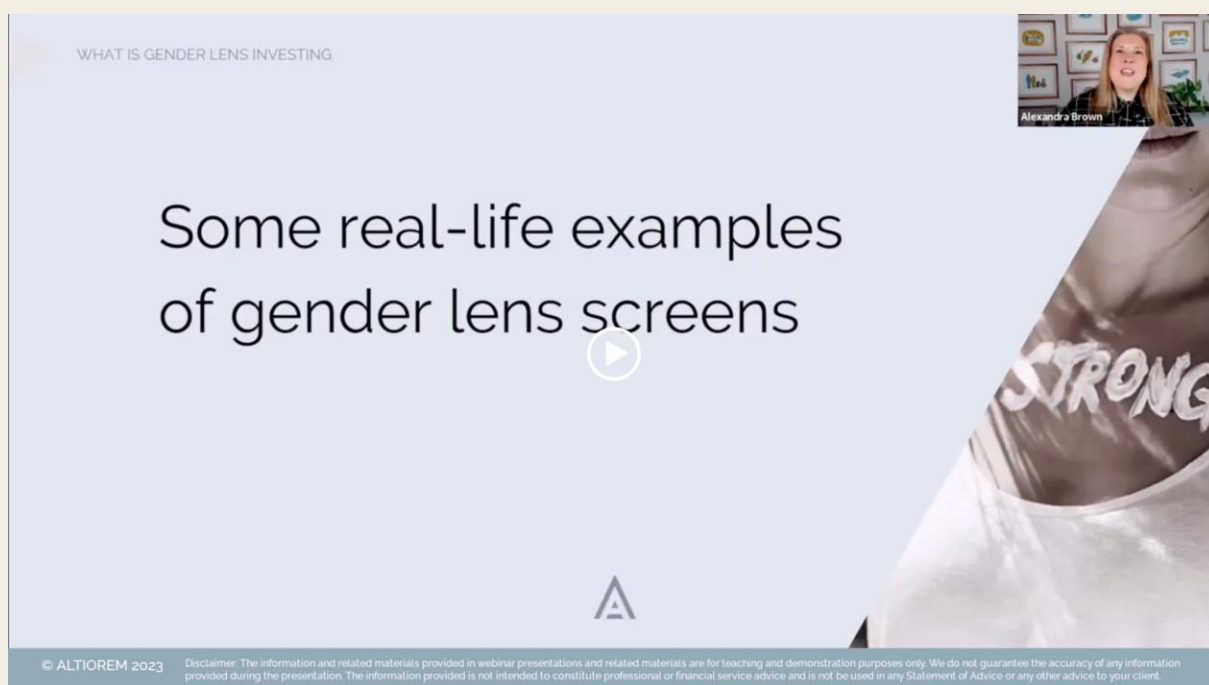 WHAT IS GENDER LENS INVESTING
Alexandra Brown
Some real-life examples
of gender lens screens
STRONG
© ALTIOREM 2023
Disclaimer: The information and related materials provided in webinar presentations and related materials are for teaching and demonstration purposes only. We do not guarantee the accuracy of any information
provided during the presentation. The information provided is not intended to constitute professional or financial service advice and is not be used in any Statement of Advice or any other advice to your client.